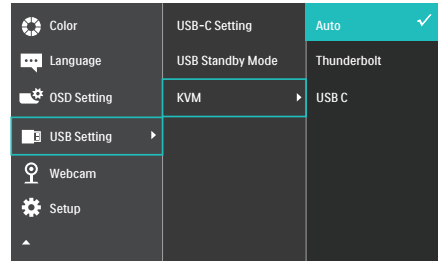 Color
Language
OSD Setting
USB Setting
Webcam
Setup
USB-C Setting
USB Standby Mode
KVM
Auto
Thunderbolt
USB C